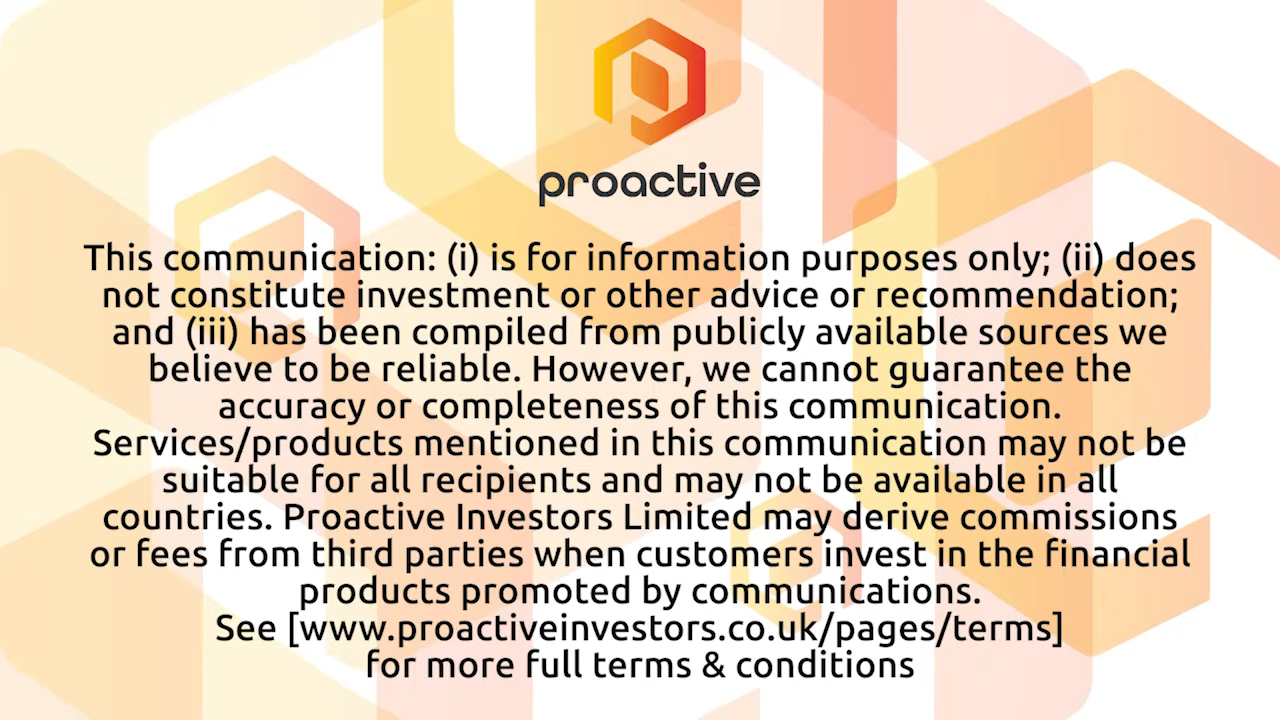 proactive
This communication: (i) is for information purposes only; (ii) does
not constitute investment or other advice or recommendation;
and (iii) has been compiled from publicly available sources we
believe to be reliable. However, we cannot guarantee the
accuracy or completeness of this communication.
Services/products mentioned in this communication may not be
suitable for all recipients and may not be available in all
countries. Proactive Investors Limited may derive commissions
or fees from third parties when customers invest in the financial
products promoted by communications.
See [www.proactiveinvestors.co.uk/pages/terms]
for more full terms & conditions